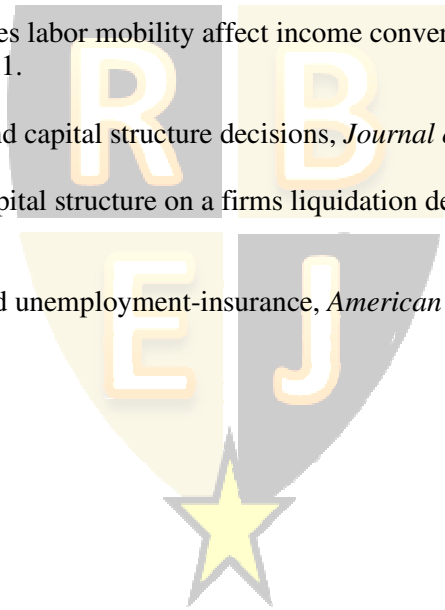 es labor mobility affect income conver
1.
nd capital structure decisions, Journal
pital structure on a firms liquidation de
d unemployment-insurance, American
R B
E J